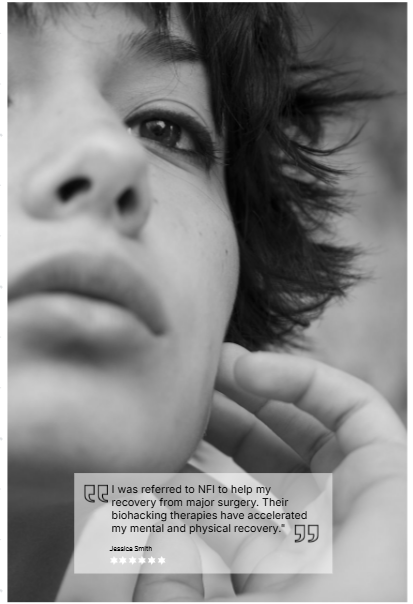 I was referred to NFI to help my
recovery from major surgery. Their
biohacking therapies have accelerated
my mental and physical recovery."
Jessica Smith